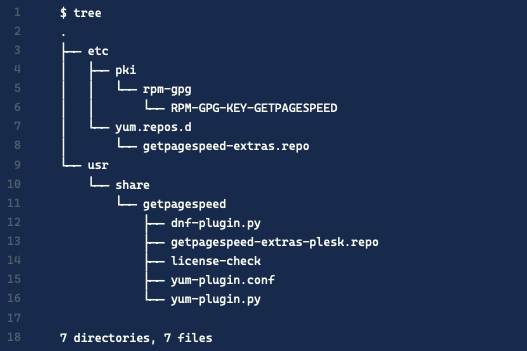 1 $ tree
2 .
3 ├── etc
4 │   ├── pki
5 │   │   └── rpm-gpg
6 │   │       └── RPM-GPG-KEY-GETPAGESPEED
7 │   └── yum.repos.d
8 │       └── getpagespeed-extras.repo
9 └── usr
10     └── share
11         └── getpagespeed
12             ├── dnf-plugin.py
13             ├── getpagespeed-extras-plesk.repo
14             ├── license-check
15             ├── yum-plugin.conf
16             └── yum-plugin.py
17
18 7 directories, 7 files